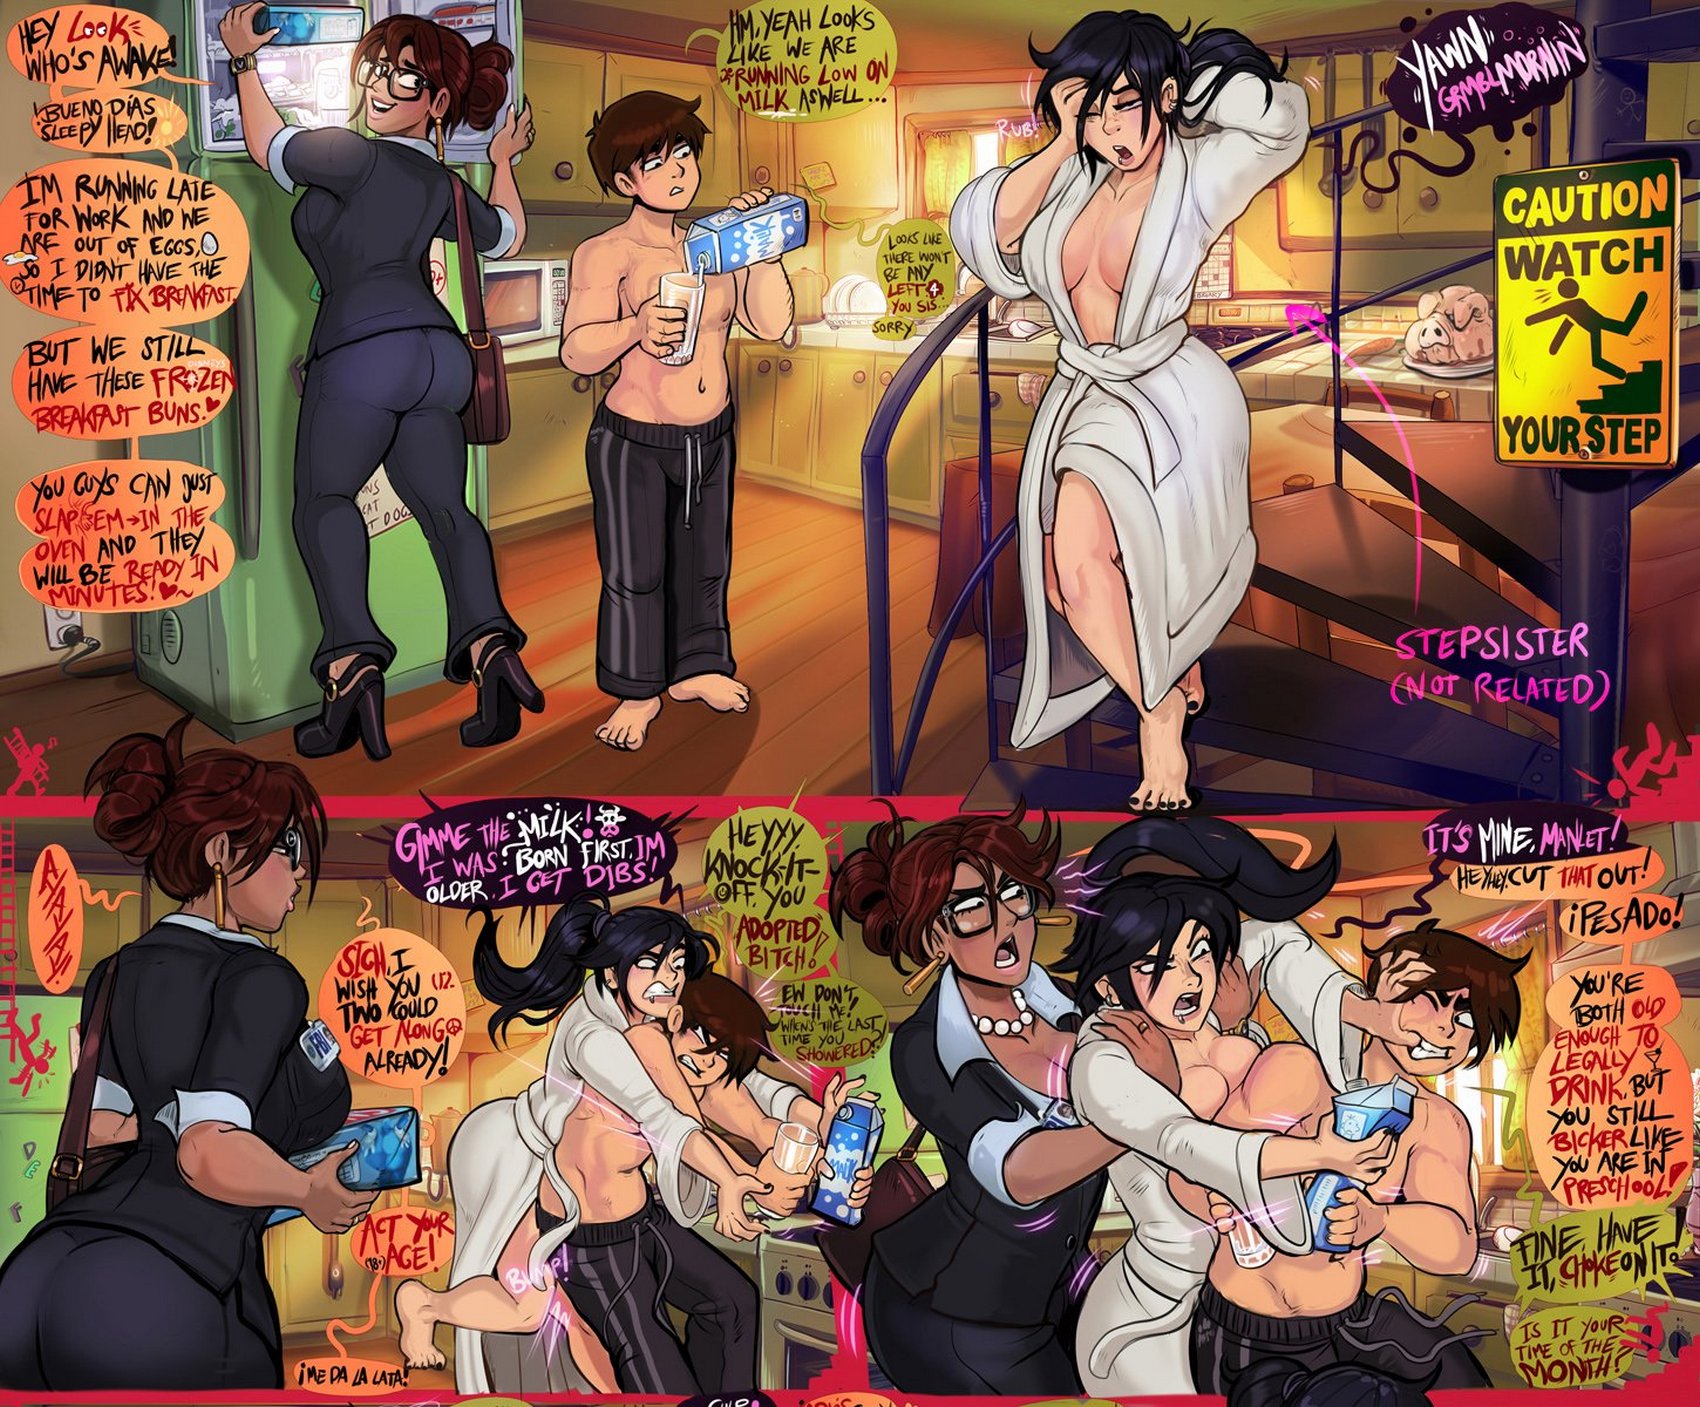 HEY LOOK
WHO'S AWAKE!
¡BUENO DÍAS
SLEEPY HEAD!
I'M RUNNING LATE
FOR WORK AND WE
ARE OUT OF EGGS,
SO I DIDN'T HAVE THE
TIME TO FIX BREAKFAST.
BUT WE STILL
HAVE THESE FROZEN
BREAKFAST BUNS.
YOU GUYS CAN JUST
SLAP 'EM IN THE
OVEN AND THEY
WILL BE READY IN
MINUTES!
HM, YEAH LOOKS
LIKE WE ARE
RUNNING LOW ON
MILK ASWELL...
LOOKS LIKE
THERE WON'T
BE ANY
LEFT 4
YOU SIS...
SORRY
RUB!
YAWN
GRMBL MORNIN
CAUTION
WATCH
YOUR STEP
STEPSISTER
(NOT RELATED)
GIMME THE MILK!
I WAS BORN FIRST, IM
OLDER. I GET DIBS!
SIGH, I
WISH YOU
TWO COULD
GET ALONG
ALREADY!
ACT YOUR
(18+) AGE!
¡ME DA LA LATA!
FBI
BUMP!
MILK
HEYYY,
KNOCK-IT-
OFF. YOU
ADOPTED
BITCH!
EW DON'T
TOUCH ME!
WHEN'S THE LAST
TIME YOU
SHOWERED?
IT'S MINE, MANLET!
HEYHEY, CUT THAT OUT!
¡PESADO!
YOU'RE
BOTH OLD
ENOUGH TO
LEGALLY
DRINK, BUT
YOU STILL
BICKER LIKE
YOU ARE IN
PRESCHOOL!
FINE, HAVE
IT, CHOKE ON IT!
IS IT YOUR
TIME OF THE
MONTH?